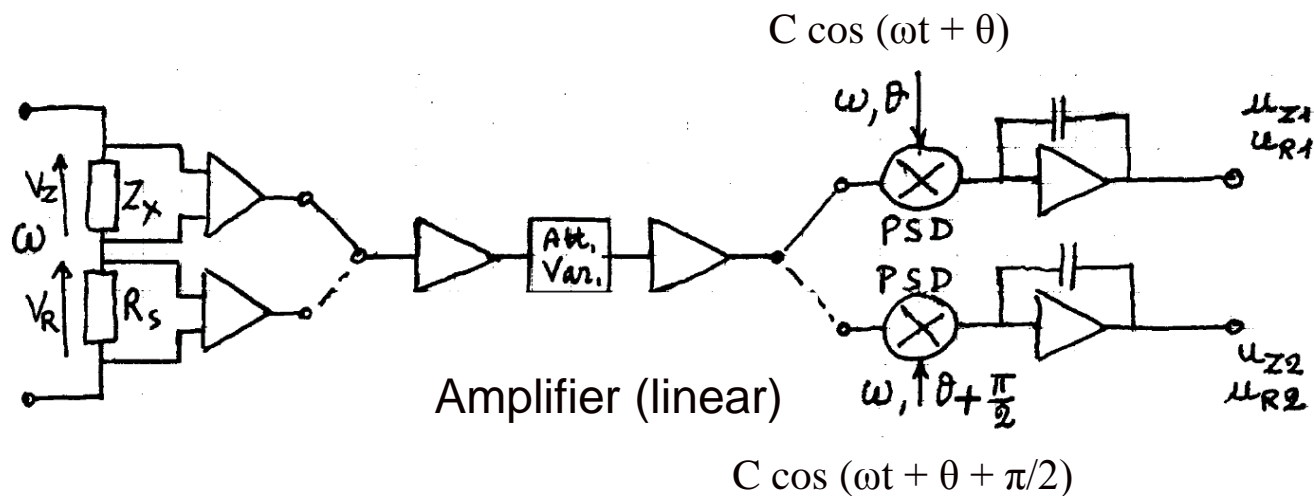 C cos (ωt + θ)
ω, θ
u_Z1
u_R1
V_Z
Z_x
ω
Att.
Var.
PSD
PSD
V_R
R_s
u_Z2
u_R2
Amplifier (linear)
ω, θ + π/2
C cos (ωt + θ + π/2)